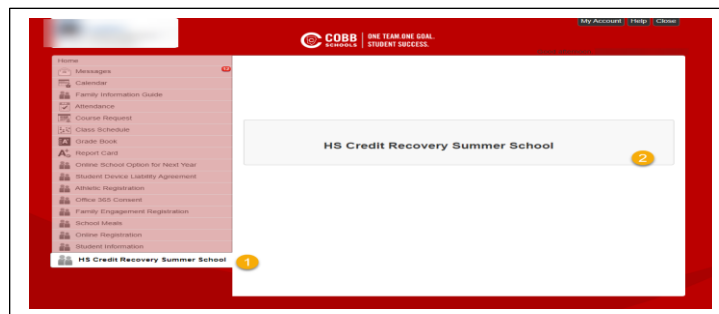 My Account Help Close
COBB SCHOOLS ONE TEAM. ONE GOAL. STUDENT SUCCESS.
Home
Messages
Calendar
Family Information Guide
Attendance
Course Request
Class Schedule
Grade Book
Report Card
Online School Option for Next Year
Student Device Liability Agreement
Athletic Registration
Office 365 Consent
Family Engagement Registration
School Meals
Online Registration
Student Information
HS Credit Recovery Summer School
1
HS Credit Recovery Summer School
2